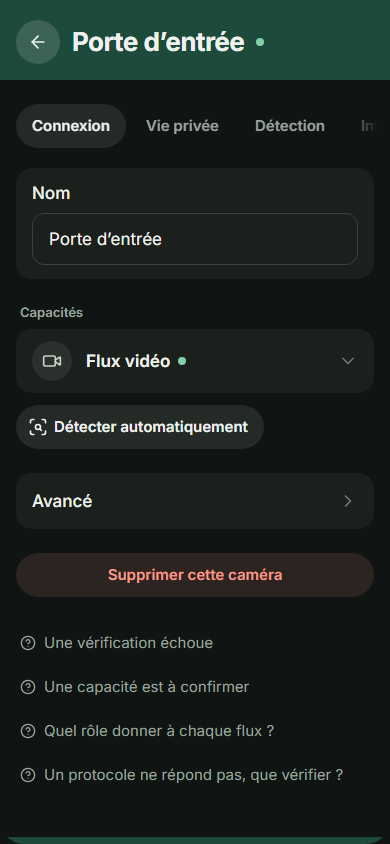 Porte d’entrée
Connexion
Vie privée
Détection
Nom
Porte d’entrée
Capacités
Flux vidéo
Détecter automatiquement
Avancé
Supprimer cette caméra
Une vérification échoue
Une capacité est à confirmer
Quel rôle donner à chaque flux ?
Un protocole ne répond pas, que vérifier ?